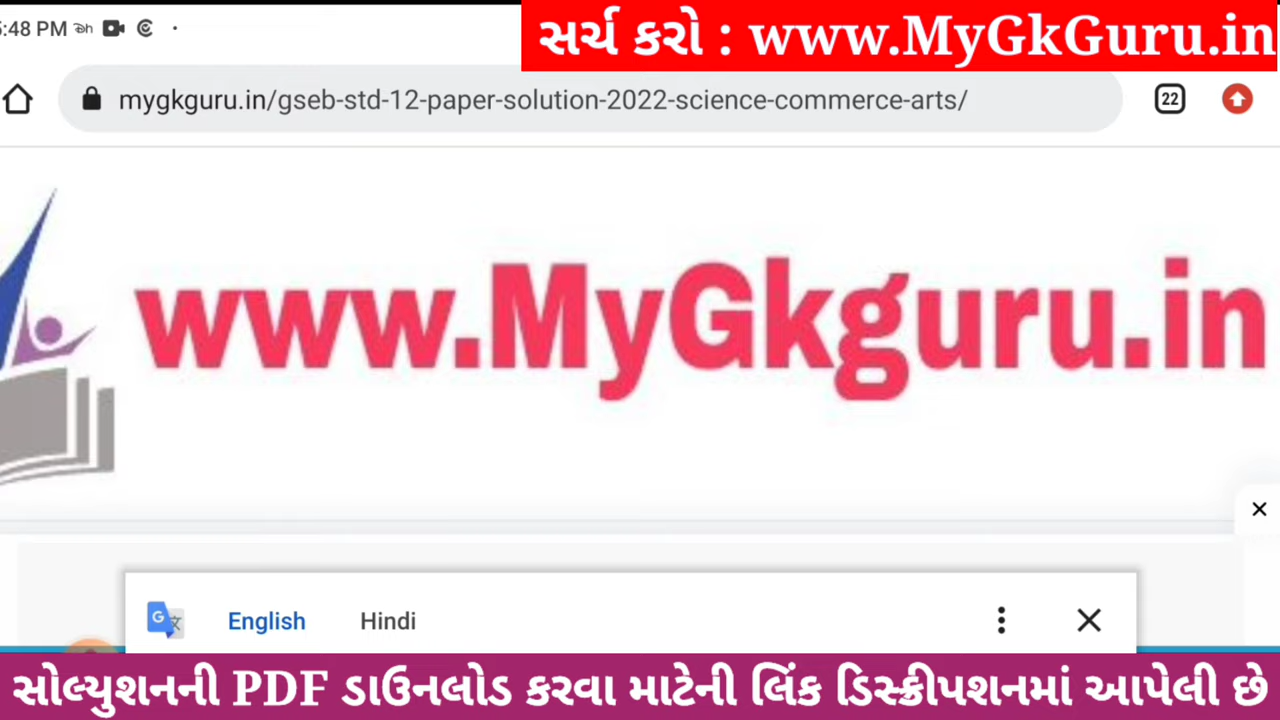 5:48 PM
સર્ચ કરો : www.MyGkGuru.in
mygkguru.in/gseb-std-12-paper-solution-2022-science-commerce-arts/
22
www.MyGkguru.in
English Hindi
સોલ્યુશનની PDF ડાઉનલોડ કરવા માટેની લિંક ડિસ્ક્રીપશનમાં આપેલી છે